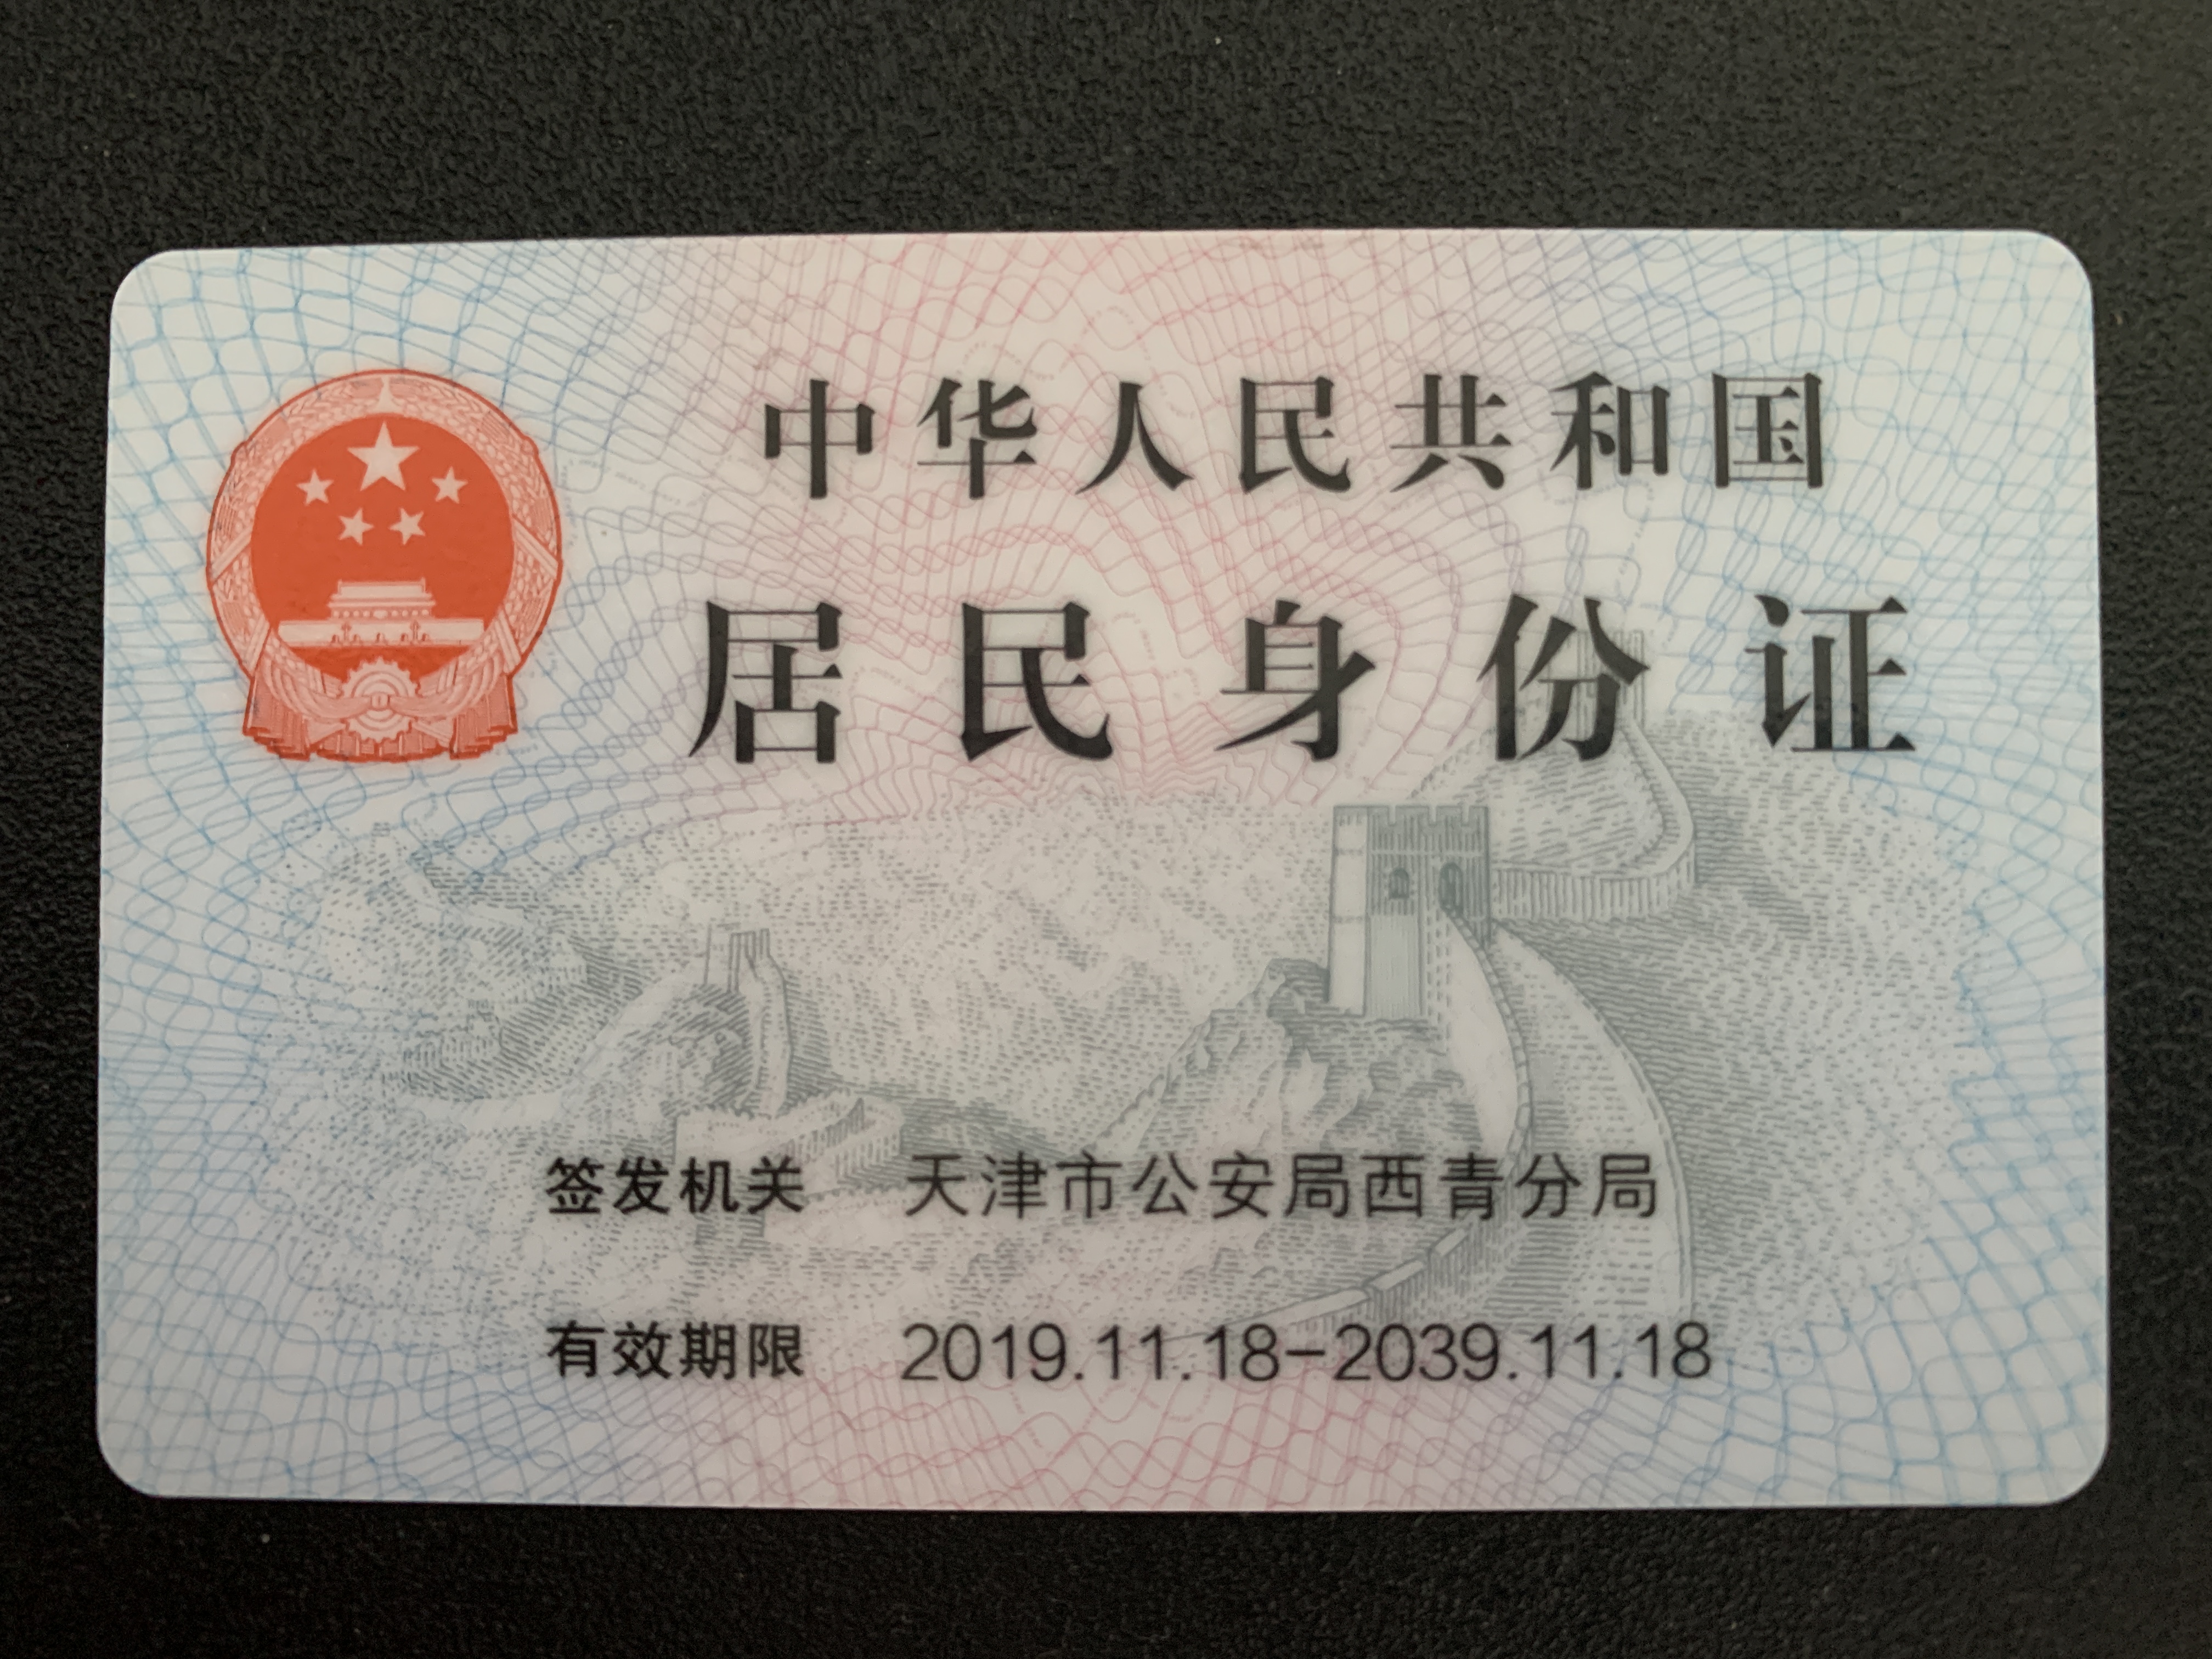 中华人民共和国
居民身份证
签发机关 天津市公安局西青分局
有效期限 2019.11.18-2039.11.18